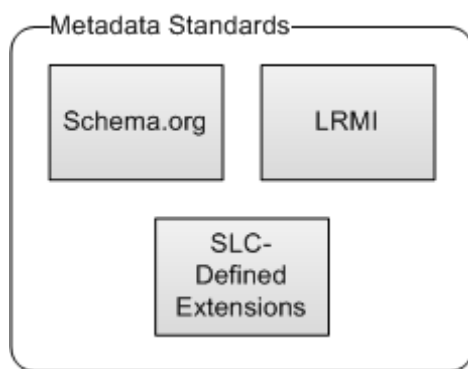 Metadata Standards
Schema.org
LRMI
SLC-
Defined
Extensions